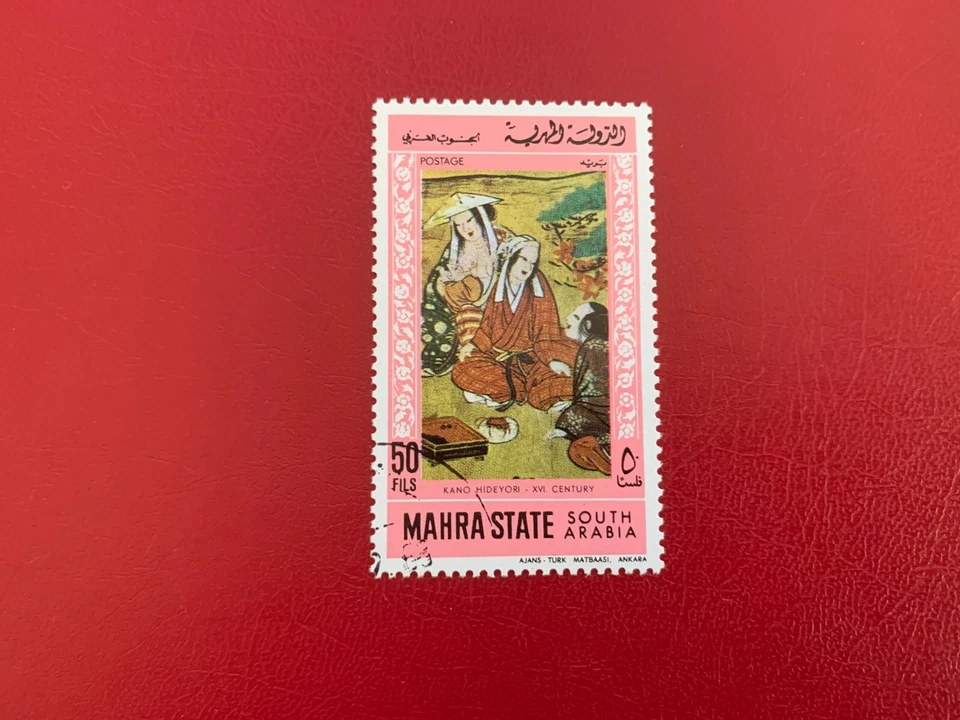 الدولة المهرية الجنوب العربي
POSTAGE بريد
50 ٥٠
FILS فلسا
KANO HIDEYORI - XVI. CENTURY
MAHRA STATE SOUTH ARABIA
AJANS - TURK MATBAASI, ANKARA